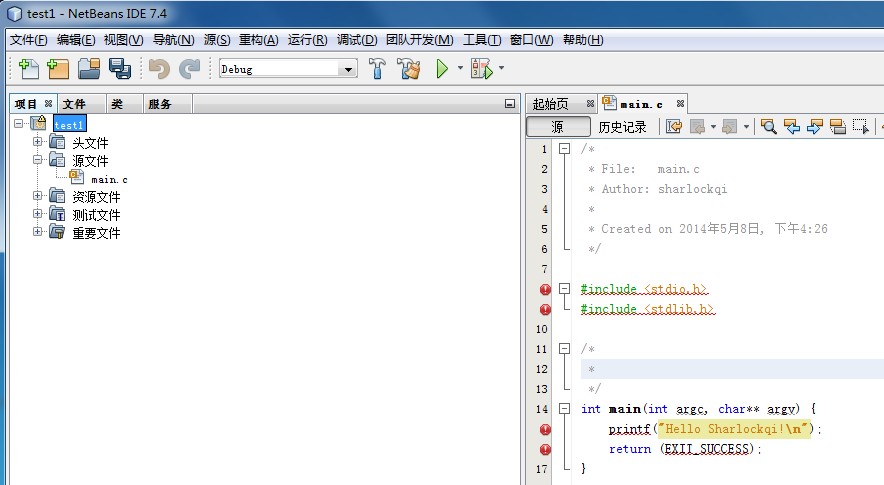 test1 - NetBeans IDE 7.4
文件(F) 编辑(E) 视图(V) 导航(N) 源(S) 重构(A) 运行(R) 调试(D) 团队开发(M) 工具(T) 窗口(W) 帮助(H)
Debug
项目 文件 类 服务
test1
头文件
源文件
main.c
资源文件
测试文件
重要文件
起始页 main.c
源 历史记录
1 /*
2 * File:   main.c
3 * Author: sharlockqi
4 *
5 * Created on 2014年5月8日, 下午4:26
6 */
7
#include <stdio.h>
#include <stdlib.h>
10
11 /*
12 *
13 */
14 int main(int argc, char** argv) {
printf("Hello Sharlockqi!\n");
return (EXIT_SUCCESS);
17 }